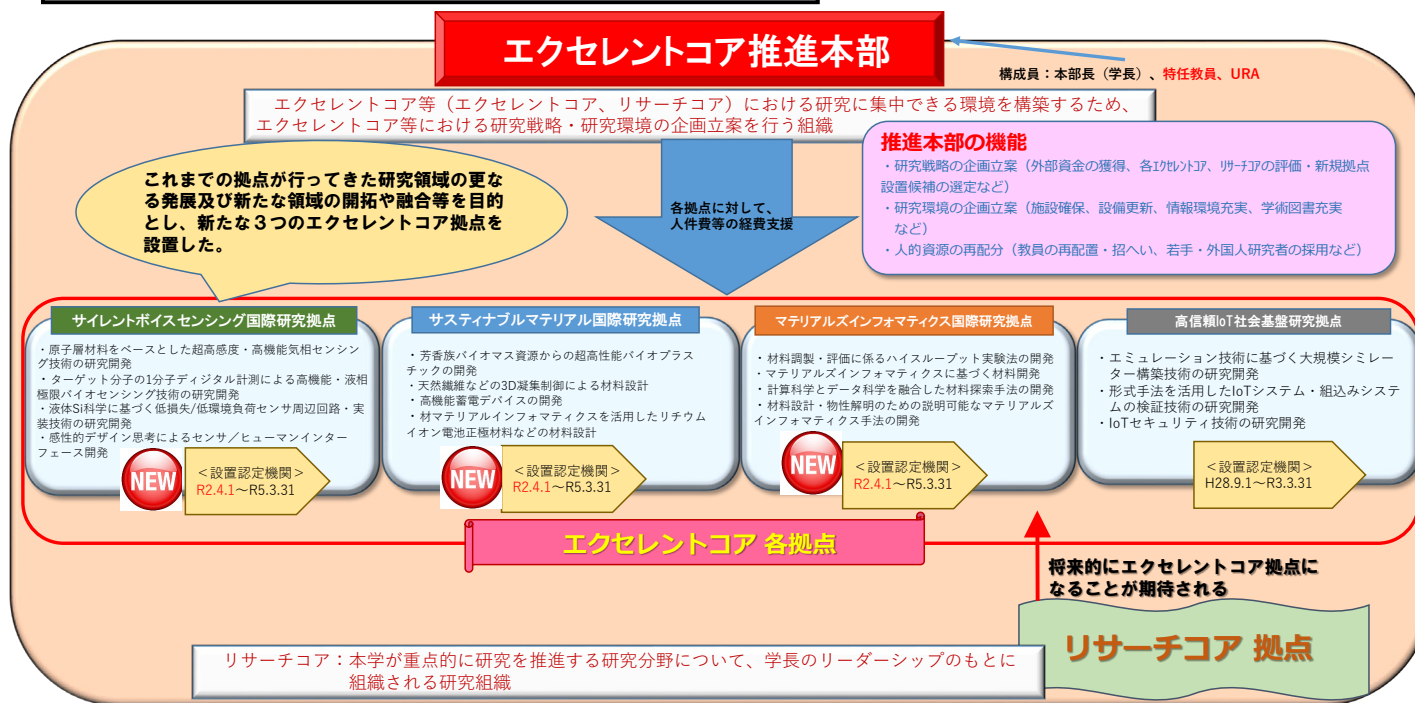 エクセレントコア推進本部
構成員：本部長（学長）、特任教員、URA
エクセレントコア等（エクセレントコア、リサーチコア）における研究に集中できる環境を構築するため、
エクセレントコア等における研究戦略・研究環境の企画立案を行う組織
推進本部の機能
・研究戦略の企画立案（外部資金の獲得、各ｴｸｾﾚﾝﾄｺｱ、ﾘｻｰﾁｺｱの評価・新規拠点
設置候補の選定など）
・研究環境の企画立案（施設確保、設備更新、情報環境充実、学術図書充実
など）
・人的資源の再配分（教員の再配置・招へい、若手・外国人研究者の採用など）
これまでの拠点が行ってきた研究領域の更な
る発展及び新たな領域の開拓や融合等を目的
とし、新たな３つのエクセレントコア拠点を
設置した。
各拠点に対して、
人件費等の経費支援
サイレントボイスセンシング国際研究拠点
・原子層材料をベースとした超高感度・高機能気相センシン
グ技術の研究開発
・ターゲット分子の1分子ディジタル計測による高機能・液相
極限バイオセンシング技術の研究開発
・液体Si科学に基づく低損失/低環境負荷センサ周辺回路・実
装技術の研究開発
・感性的デザイン思考によるセンサ／ヒューマンインター
フェース開発
NEW
＜設置認定機関＞
R2.4.1～R5.3.31
サスティナブルマテリアル国際研究拠点
・芳香族バイオマス資源からの超高性能バイオプラス
チックの開発
・天然繊維などの3D凝集制御による材料設計
・高機能蓄電デバイスの開発
・材マテリアルインフォマティクスを活用したリチウム
イオン電池正極材料などの材料設計
NEW
＜設置認定機関＞
R2.4.1～R5.3.31
マテリアルズインフォマティクス国際研究拠点
・材料調製・評価に係るハイスループット実験法の開発
・マテリアルズインフォマティクスに基づく材料開発
・計算科学とデータ科学を融合した材料探索手法の開発
・材料設計・物性解明のための説明可能なマテリアルズ
インフォマティクス手法の開発
NEW
＜設置認定機関＞
R2.4.1～R5.3.31
高信頼IoT社会基盤研究拠点
・エミュレーション技術に基づく大規模シミレー
ター構築技術の研究開発
・形式手法を活用したIoTシステム・組込みシステ
ムの検証技術の研究開発
・IoTセキュリティ技術の研究開発
＜設置認定機関＞
H28.9.1～R3.3.31
エクセレントコア 各拠点
将来的にエクセレントコア拠点に
なることが期待される
リサーチコア 拠点
リサーチコア：本学が重点的に研究を推進する研究分野について、学長のリーダーシップのもとに
組織される研究組織